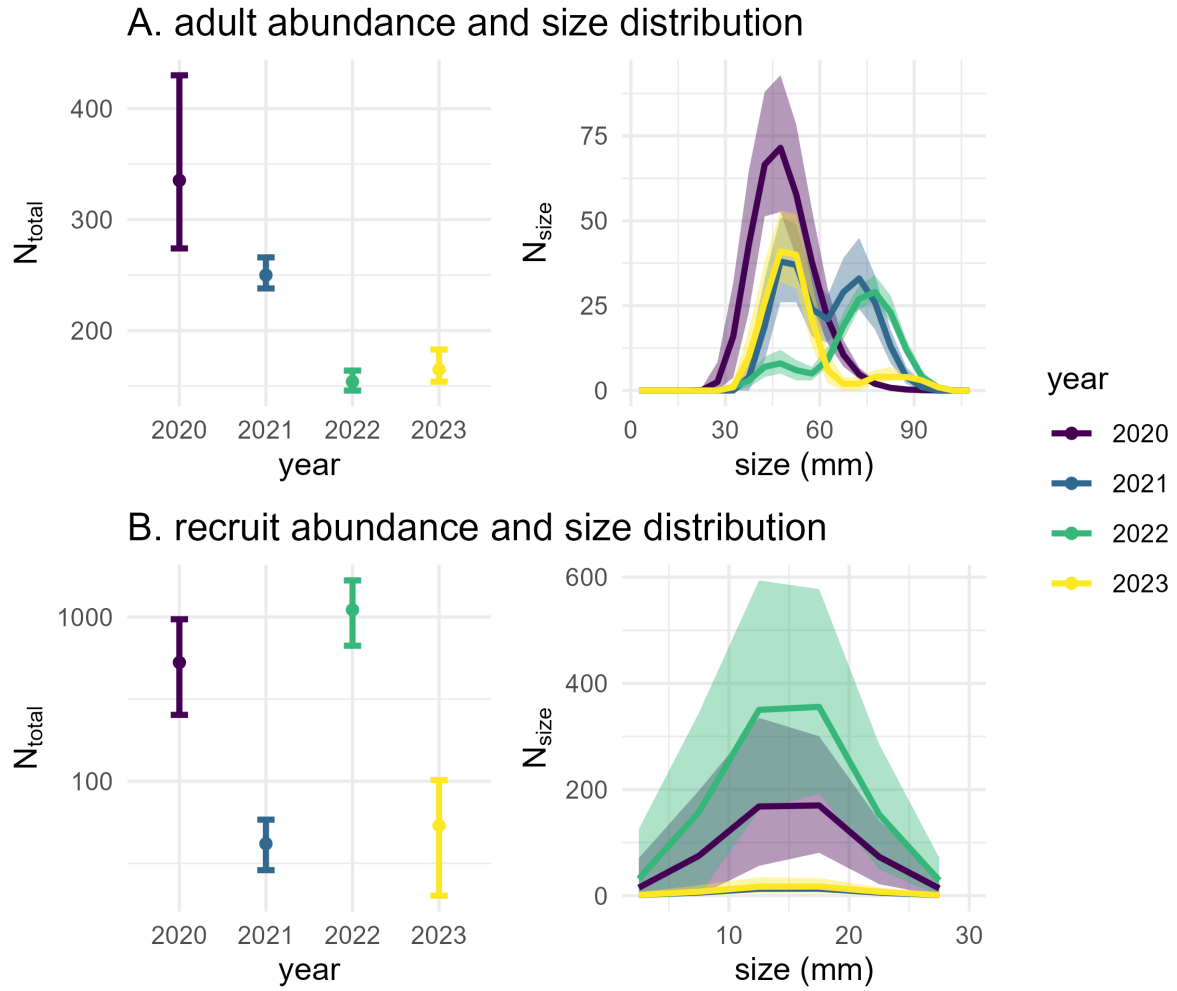 A. adult abundance and size distribution
400
300
200
N_total
2020 2021 2022 2023
year
75
50
25
0
N_size
0 30 60 90
size (mm)
year
2020
2021
2022
2023
B. recruit abundance and size distribution
1000
100
N_total
2020 2021 2022 2023
year
600
400
200
0
N_size
10 20 30
size (mm)